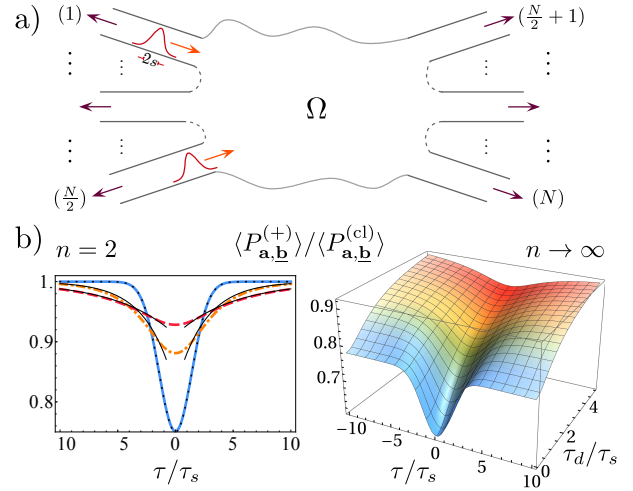 a)
(1)
2s
(N/2 + 1)
Ω
(N/2)
(N)
b)
n = 2
⟨P^{(+)}_{a,b̲}⟩/⟨P^{(cl)}_{a,b̲}⟩
n → ∞
1.
0.9
0.8
10 5 0 5 10
τ/τ_s
0.9
0.8
0.7
−10 −5 0 5 10
τ/τ_s
0 2 4
τ_d/τ_s